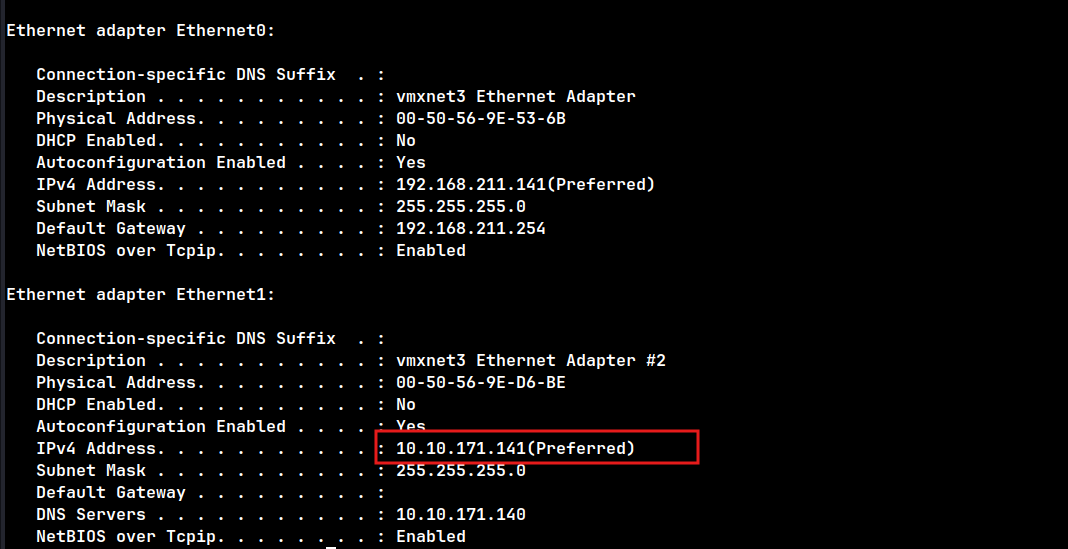 Ethernet adapter Ethernet0:
Connection-specific DNS Suffix  . :
Description . . . . . . . . . . . : vmxnet3 Ethernet Adapter
Physical Address. . . . . . . . . : 00-50-56-9E-53-6B
DHCP Enabled. . . . . . . . . . . : No
Autoconfiguration Enabled . . . . : Yes
IPv4 Address. . . . . . . . . . . : 192.168.211.141(Preferred)
Subnet Mask . . . . . . . . . . . : 255.255.255.0
Default Gateway . . . . . . . . . : 192.168.211.254
NetBIOS over Tcpip. . . . . . . . : Enabled
Ethernet adapter Ethernet1:
Connection-specific DNS Suffix  . :
Description . . . . . . . . . . . : vmxnet3 Ethernet Adapter #2
Physical Address. . . . . . . . . : 00-50-56-9E-D6-BE
DHCP Enabled. . . . . . . . . . . : No
Autoconfiguration Enabled . . . . : Yes
IPv4 Address. . . . . . . . . . . : 10.10.171.141(Preferred)
Subnet Mask . . . . . . . . . . . : 255.255.255.0
Default Gateway . . . . . . . . . :
DNS Servers . . . . . . . . . . . : 10.10.171.140
NetBIOS over Tcpip. . . . . . . . : Enabled